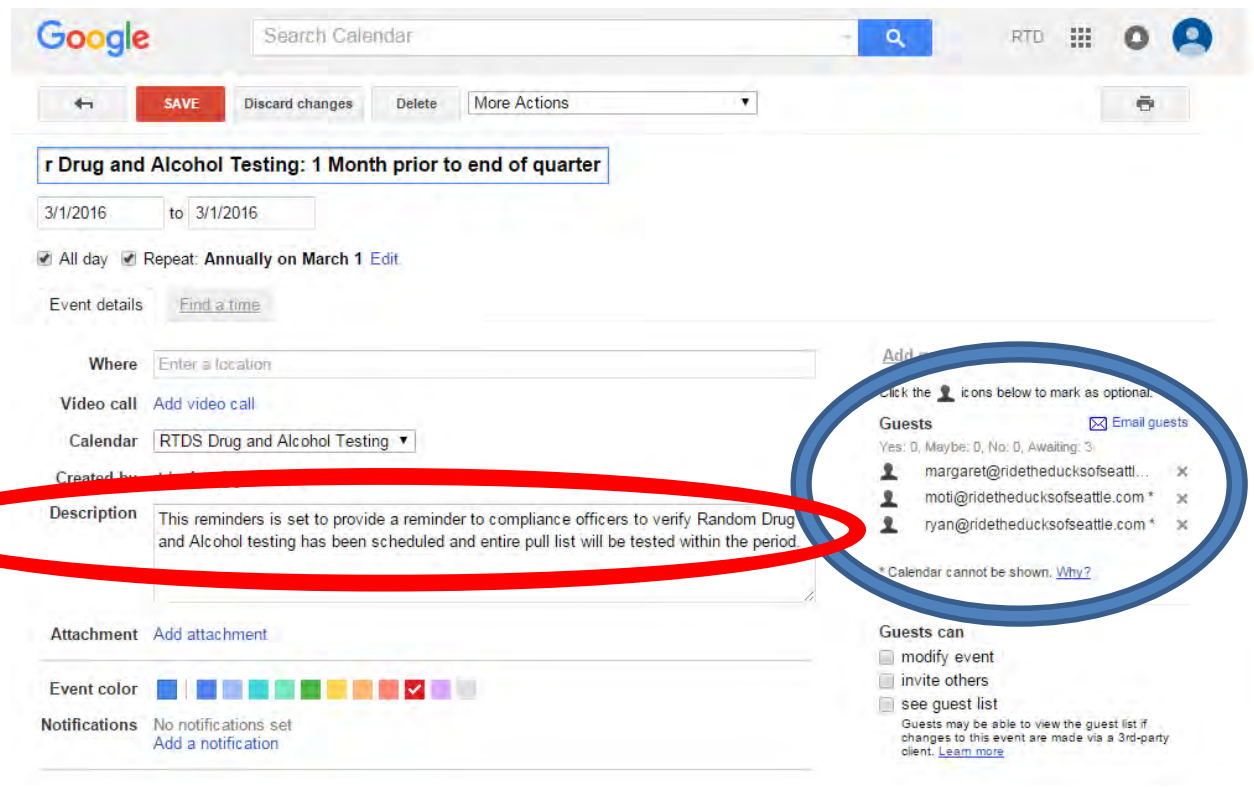 Google Search Calendar RTD
SAVE Discard changes Delete More Actions
r Drug and Alcohol Testing: 1 Month prior to end of quarter
3/1/2016 to 3/1/2016
All day Repeat: Annually on March 1 Edit
Event details Find a time
Where Enter a location
Video call Add video call
Calendar RTDS Drug and Alcohol Testing
Created by
Description This reminders is set to provide a reminder to compliance officers to verify Random Drug
and Alcohol testing has been scheduled and entire pull list will be tested within the period.
Attachment Add attachment
Event color
Notifications No notifications set
Add a notification
Add
Click the icons below to mark as optional.
Guests Email guests
Yes: 0, Maybe: 0, No: 0, Awaiting: 3
margaret@ridetheducksofseattl...
moti@ridetheducksofseattle.com *
ryan@ridetheducksofseattle.com *
* Calendar cannot be shown. Why?
Guests can
modify event
invite others
see guest list
Guests may be able to view the guest list if
changes to this event are made via a 3rd-party
client. Learn more